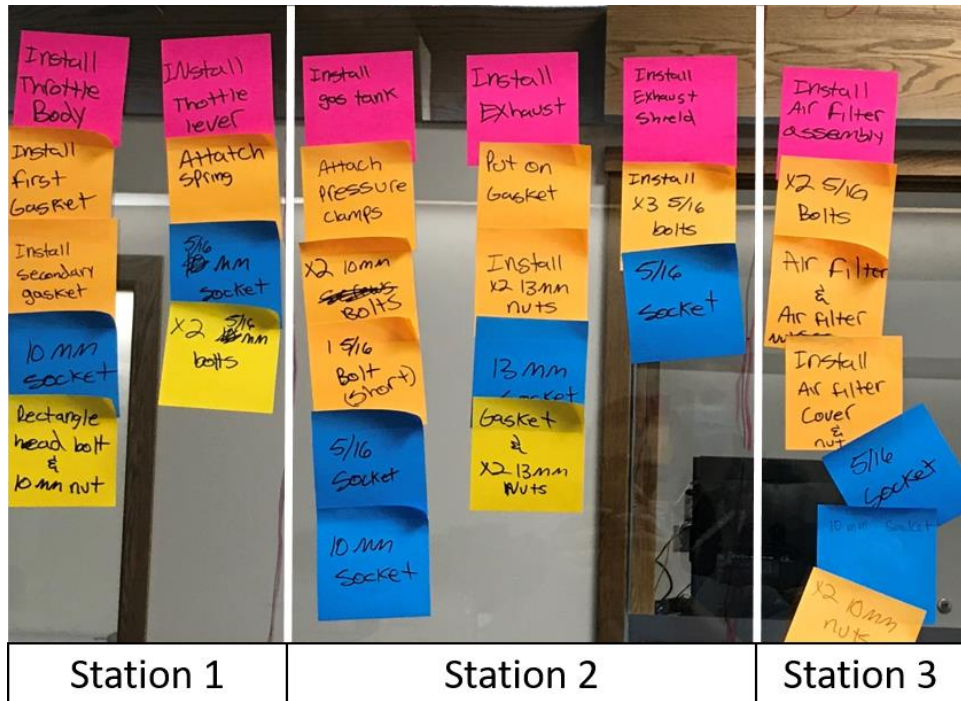 Install
Throttle
Body
Install
first
Gasket
Install
secondary
gasket
10 mm
socket
Rectangle
head bolt
&
10 mm nut
INstall
Thottle
lever
Attatch
spring
5/16
mm
socket
x2 5/16
mm
bolts
Install
gas tank
Attach
Pressure
clamps
x2 10mm
Bolts
1 5/16
Bolt
(short)
5/16
Socket
10 mm
Socket
Install
Exhaust
Put on
Gasket
Install
x2 13mm
nuts
13 mm
socket
Gasket
&
x2 13mm
Nuts
Install
Exhaust
Shield
Install
x3 5/16
bolts
5/16
Socket
Install
Air Filter
assembly
x2 5/16
Bolts
Air filter
&
Air filter
Install
Air filter
Cover
&
nut
5/16
Socket
10 mm Socket
x2 10mm
nuts
Station 1
Station 2
Station 3